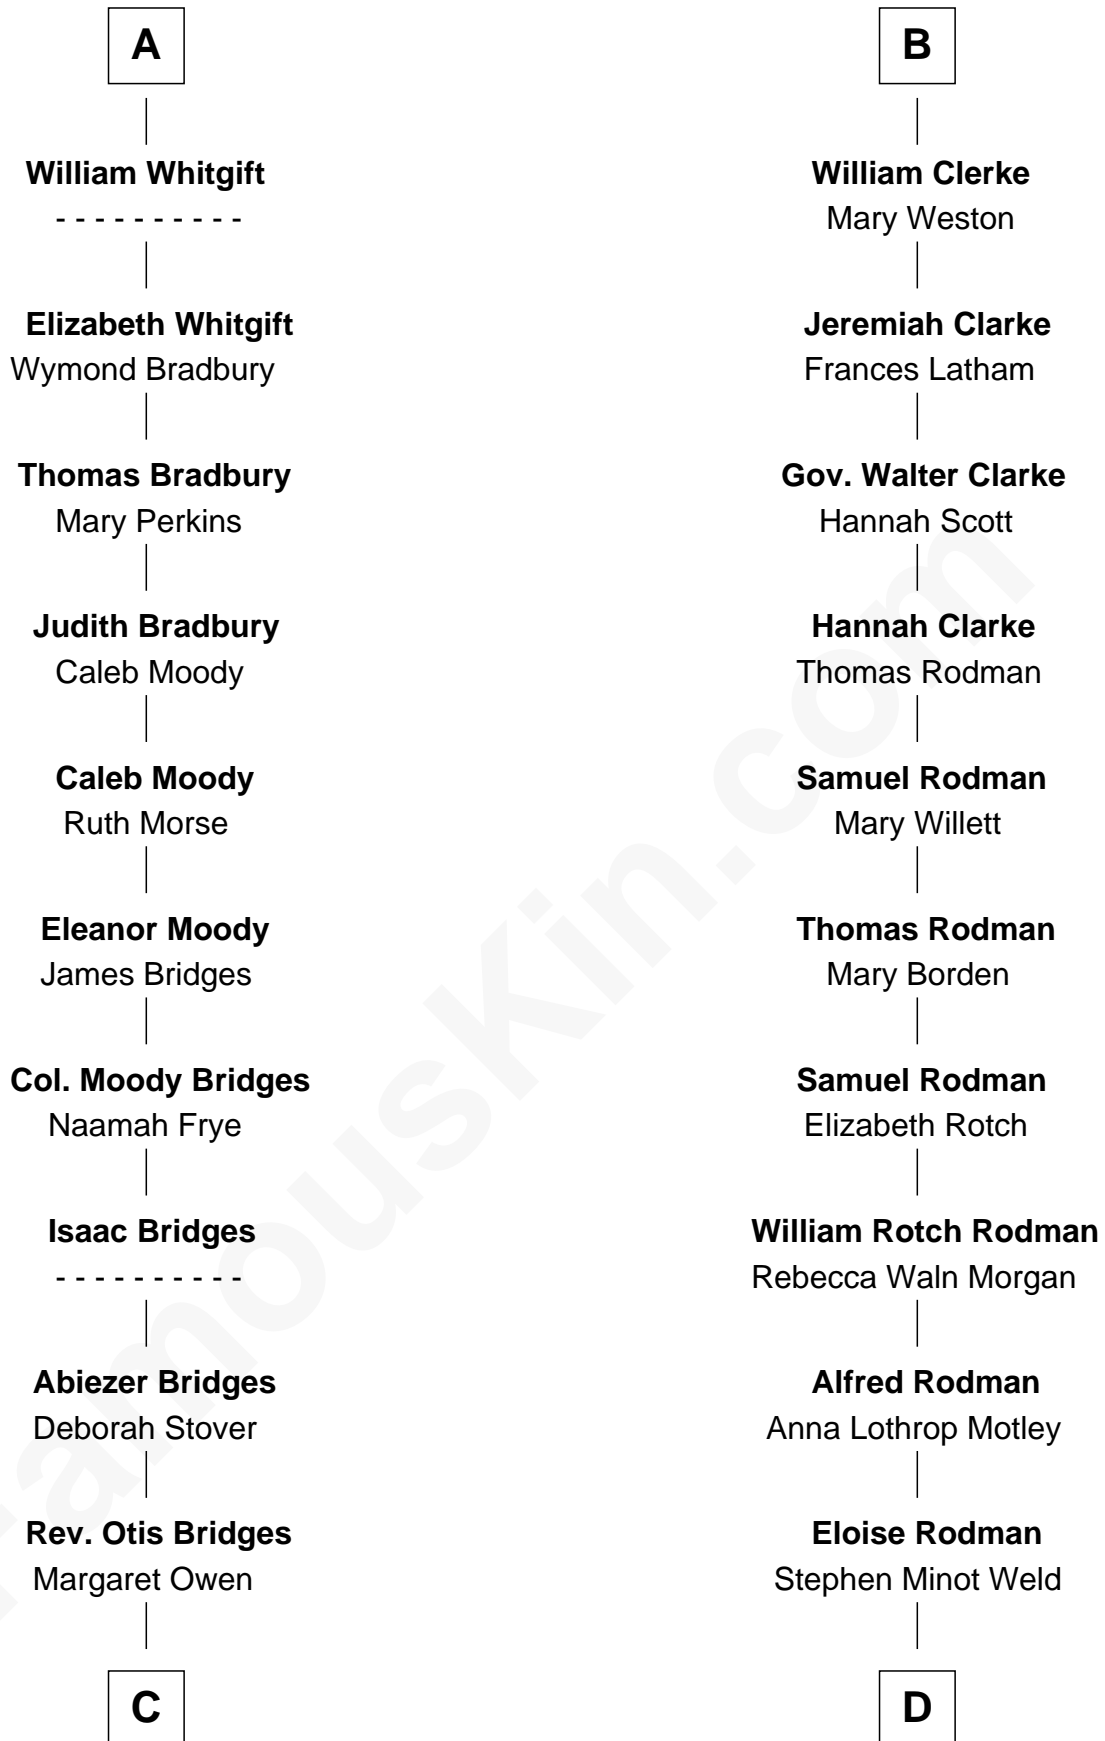 A
William Whitgift
- - - - - - - - - -
Elizabeth Whitgift
Wymond Bradbury
Thomas Bradbury
Mary Perkins
Judith Bradbury
Caleb Moody
Caleb Moody
Ruth Morse
Eleanor Moody
James Bridges
Col. Moody Bridges
Naamah Frye
Isaac Bridges
- - - - - - - - - -
Abiezer Bridges
Deborah Stover
Rev. Otis Bridges
Margaret Owen
C
B
William Clerke
Mary Weston
Jeremiah Clarke
Frances Latham
Gov. Walter Clarke
Hannah Scott
Hannah Clarke
Thomas Rodman
Samuel Rodman
Mary Willett
Thomas Rodman
Mary Borden
Samuel Rodman
Elizabeth Rotch
William Rotch Rodman
Rebecca Waln Morgan
Alfred Rodman
Anna Lothrop Motley
Eloise Rodman
Stephen Minot Weld
D
FamousKin.com